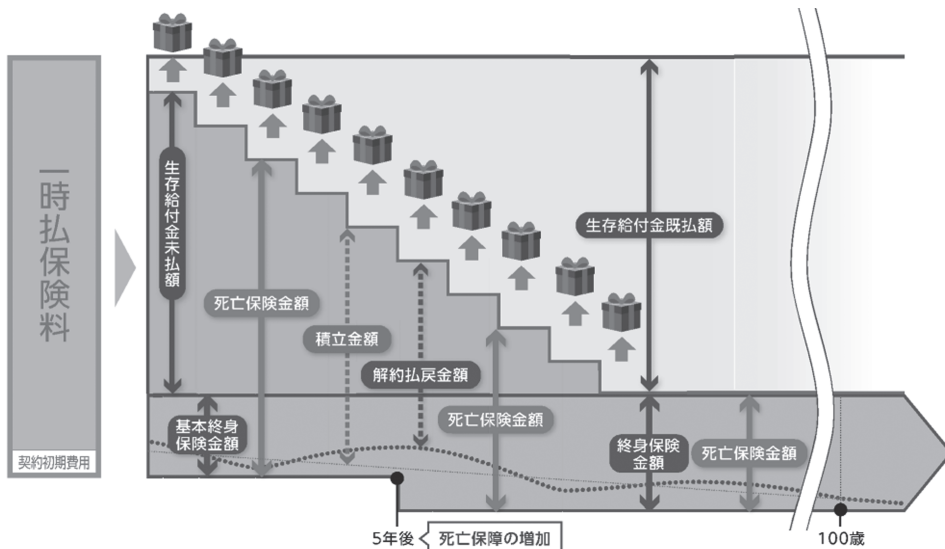 一時払保険料
契約初期費用
生存給付金未払額
死亡保険金額
積立金額
解約払戻金額
生存給付金既払額
基本終身
保険金額
死亡保険金額
終身保険
金額
死亡保険金額
5年後
死亡保障の増加
100歳